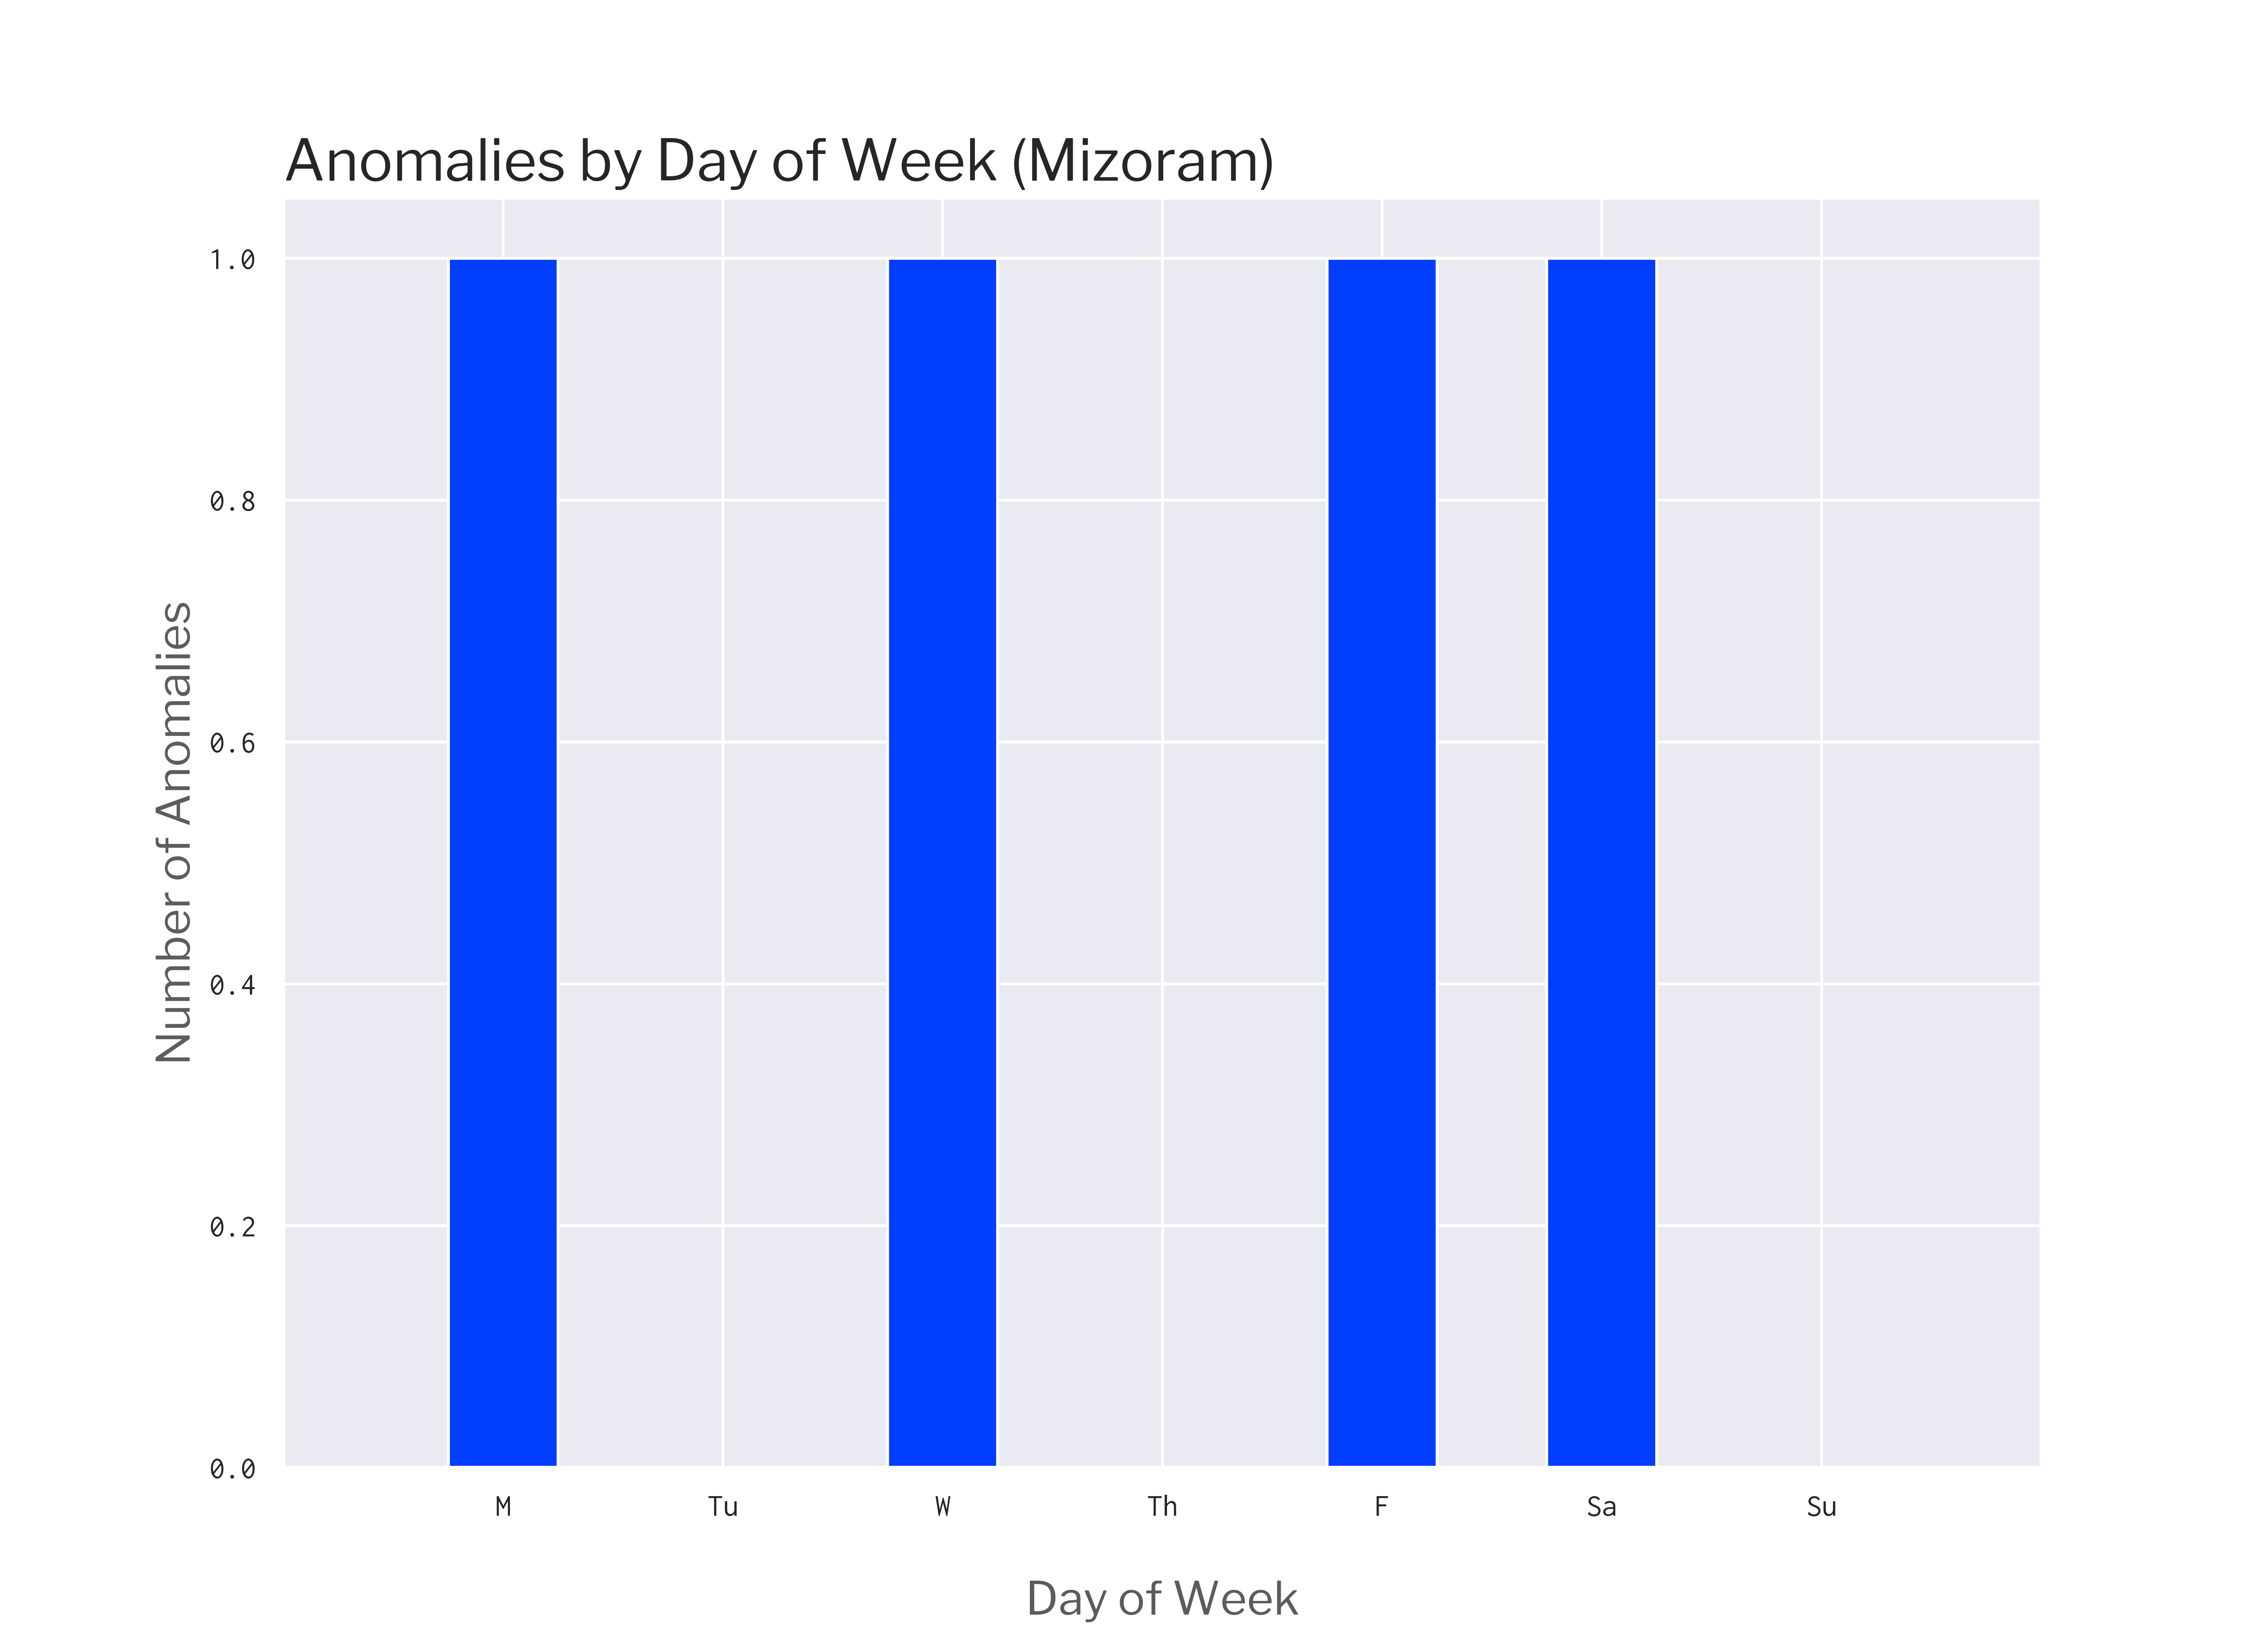 Anomalies by Day of Week (Mizoram)
Number of Anomalies
1.0
0.8
0.6
0.4
0.2
0.0
M Tu W Th F Sa Su
Day of Week